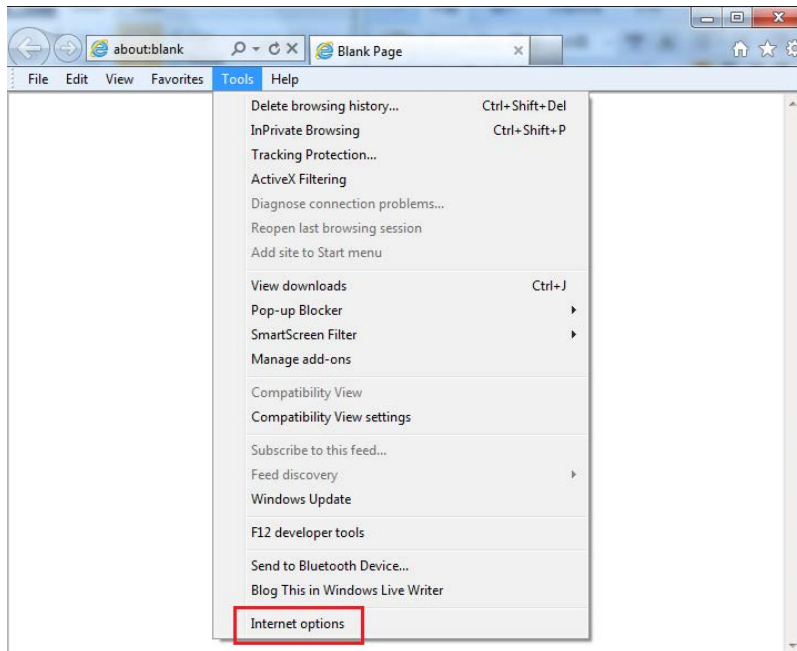 about:blank Blank Page
File Edit View Favorites Tools Help
Delete browsing history... Ctrl+Shift+Del
InPrivate Browsing Ctrl+Shift+P
Tracking Protection...
ActiveX Filtering
Diagnose connection problems...
Reopen last browsing session
Add site to Start menu
View downloads Ctrl+J
Pop-up Blocker
SmartScreen Filter
Manage add-ons
Compatibility View
Compatibility View settings
Subscribe to this feed...
Feed discovery
Windows Update
F12 developer tools
Send to Bluetooth Device...
Blog This in Windows Live Writer
Internet options